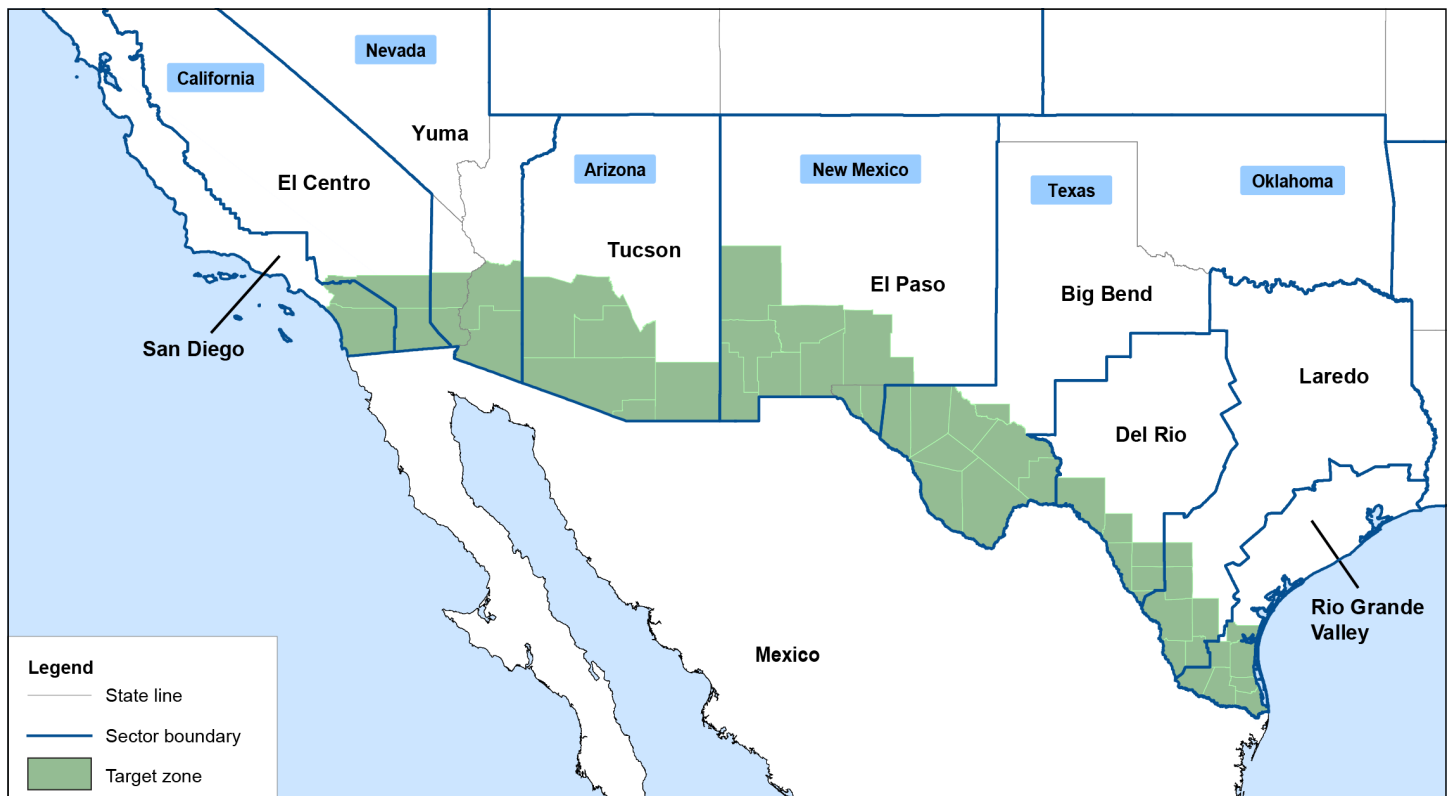 Nevada
California
Yuma
Arizona
New Mexico
Texas
Oklahoma
El Centro
Tucson
El Paso
Big Bend
San Diego
Laredo
Del Rio
Rio Grande
Valley
Mexico
Legend
State line
Sector boundary
Target zone